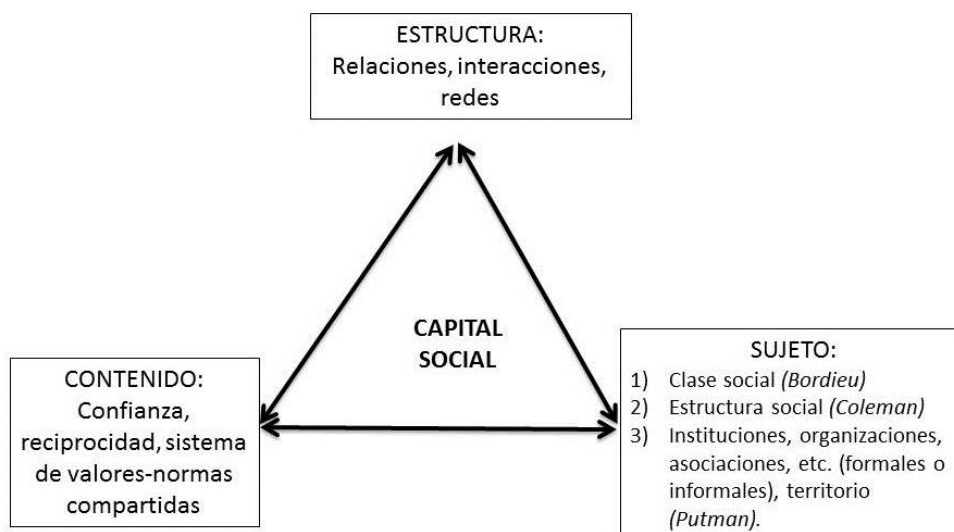 ESTRUCTURA:
Relaciones, interacciones,
redes
CAPITAL
SOCIAL
CONTENIDO:
Confianza,
reciprocidad, sistema
de valores-normas
compartidas
SUJETO:
1) Clase social (Bordieu)
2) Estructura social (Coleman)
3) Instituciones, organizaciones,
asociaciones, etc. (formales o
informales), territorio
(Putman).